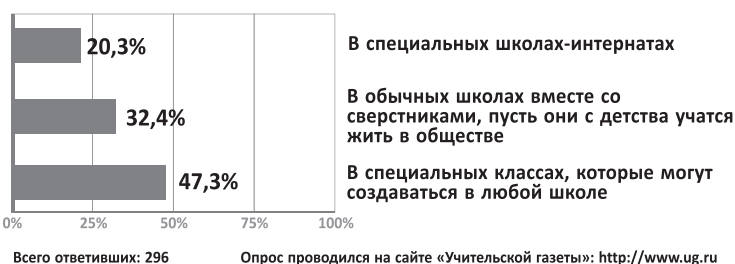 20,3%
В специальных школах-интернатах
32,4%
В обычных школах вместе со
сверстниками, пусть они с детства учатся
жить в обществе
47,3%
В специальных классах, которые могут
создаваться в любой школе
0% 25% 50% 75% 100%
Всего ответивших: 296 Опрос проводился на сайте «Учительской газеты»: http://www.ug.ru